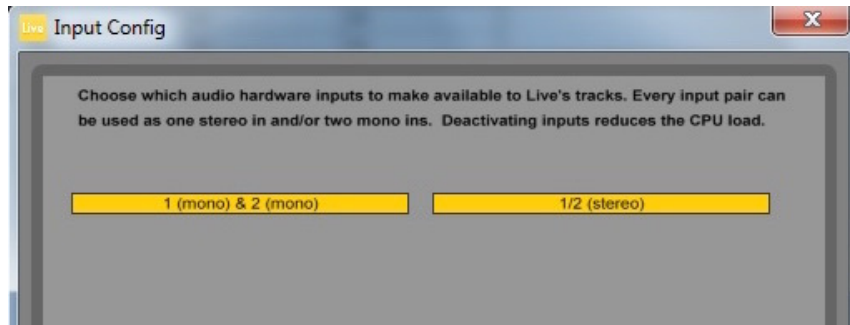 Live Input Config
X
Choose which audio hardware inputs to make available to Live's tracks. Every input pair can
be used as one stereo in and/or two mono ins.  Deactivating inputs reduces the CPU load.
1 (mono) & 2 (mono) 1/2 (stereo)